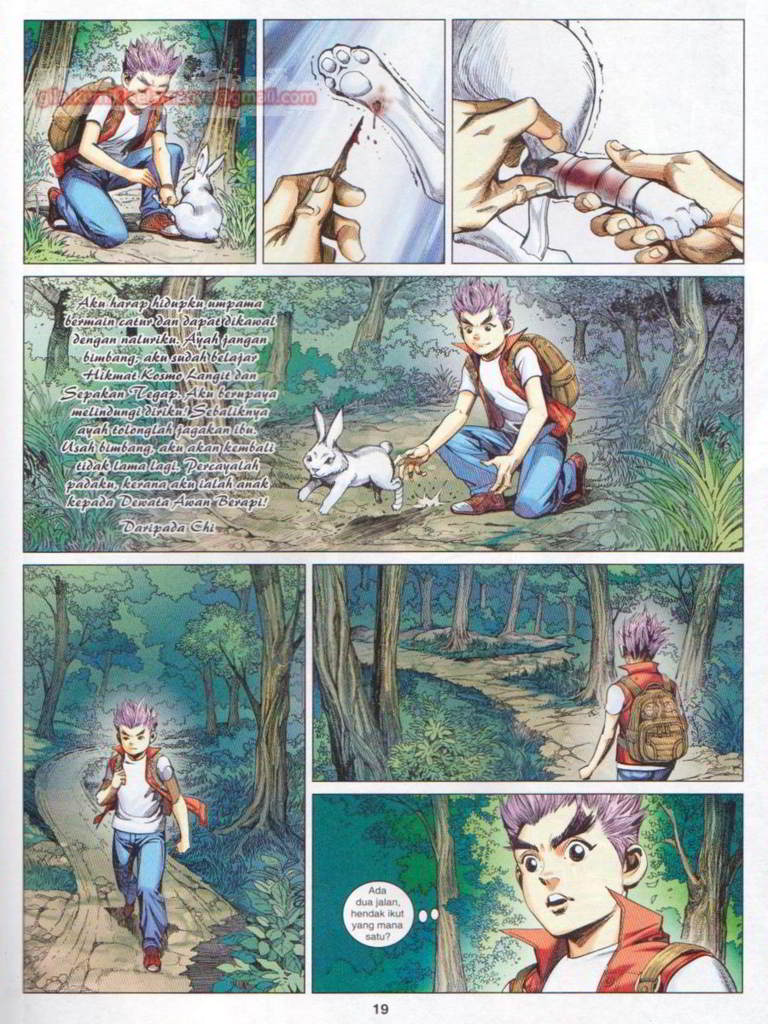 Aku harap hidupku umpama
bermain catur dan dapat dikawal
dengan naluriku. Ayah jangan
bimbang, aku sudah belajar
Hikmat Kosmo Langit dan
Sepakan Tegap. Aku berupaya
melindungi diriku. Sebaliknya
ayah tolonglah jagakan ibu.
Usah bimbang, aku akan kembali
tidak lama lagi. Percayalah
padaku, kerana aku ialah anak
kepada Dewata Awan Berapi!
Daripada Chi
Ada
dua jalan,
hendak ikut
yang mana
satu?
19